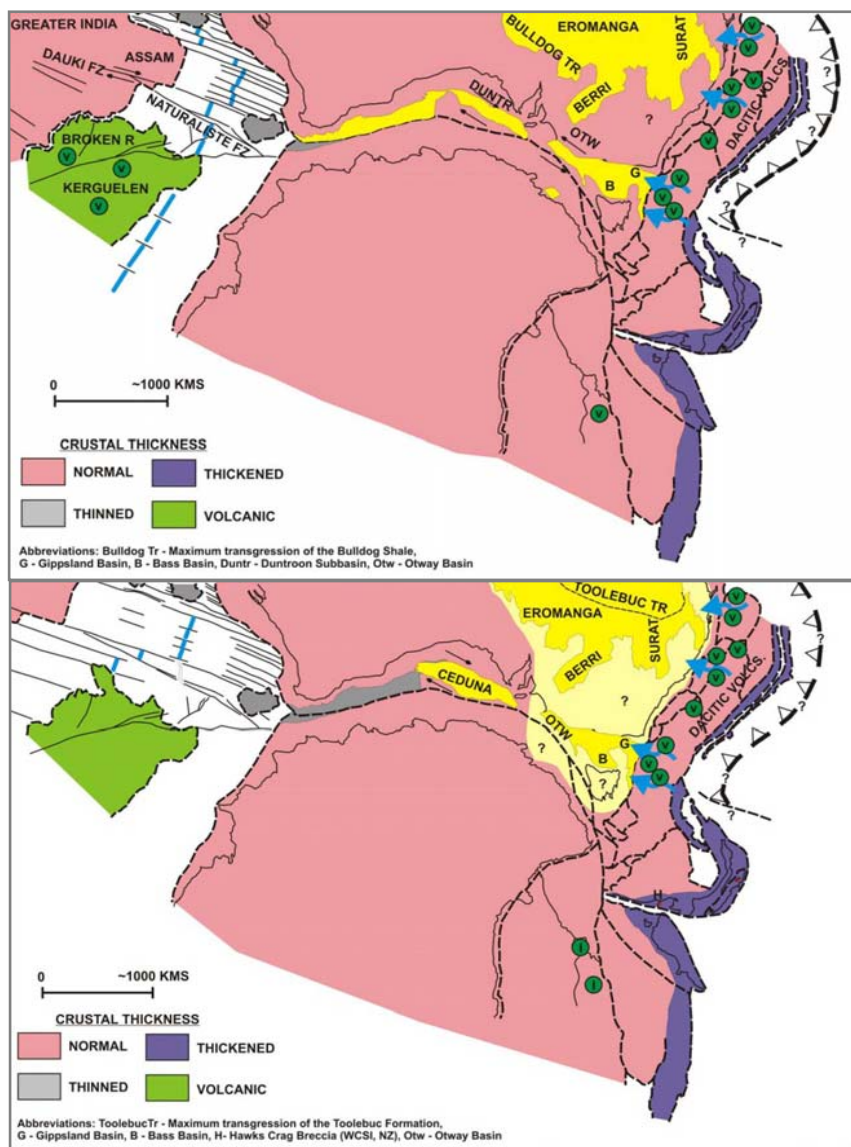 GREATER INDIA
DAUKI FZ
ASSAM
NATURALISTE FZ
BROKEN R
V
V
KERGUELEN
V
EROMANGA
BULLDOG TR
SURAT
BERRI
DUNTR
OTW
?
G
B
DACITIC VOLCS.
V
V
V
V
V
V
V
V
V
?
?
?
?
V
0 ~1000 KMS
CRUSTAL THICKNESS
NORMAL THICKENED
THINNED VOLCANIC
Abbreviations: Bulldog Tr - Maximum transgression of the Bulldog Shale,
G - Gippsland Basin, B - Bass Basin, Duntr - Duntroon Subbasin, Otw - Otway Basin
TOOLEBUC TR
EROMANGA
SURAT
BERRI
CEDUNA
OTW
?
?
?
G
B
DACITIC VOLCS.
V
V
V
V
V
V
V
V
V
?
?
?
?
H
I
I
0 ~1000 KMS
CRUSTAL THICKNESS
NORMAL THICKENED
THINNED VOLCANIC
Abbreviations: ToolebucTr - Maximum transgression of the Toolebuc Formation,
G - Gippsland Basin, B - Bass Basin, H- Hawks Crag Breccia (WCSI, NZ), Otw - Otway Basin